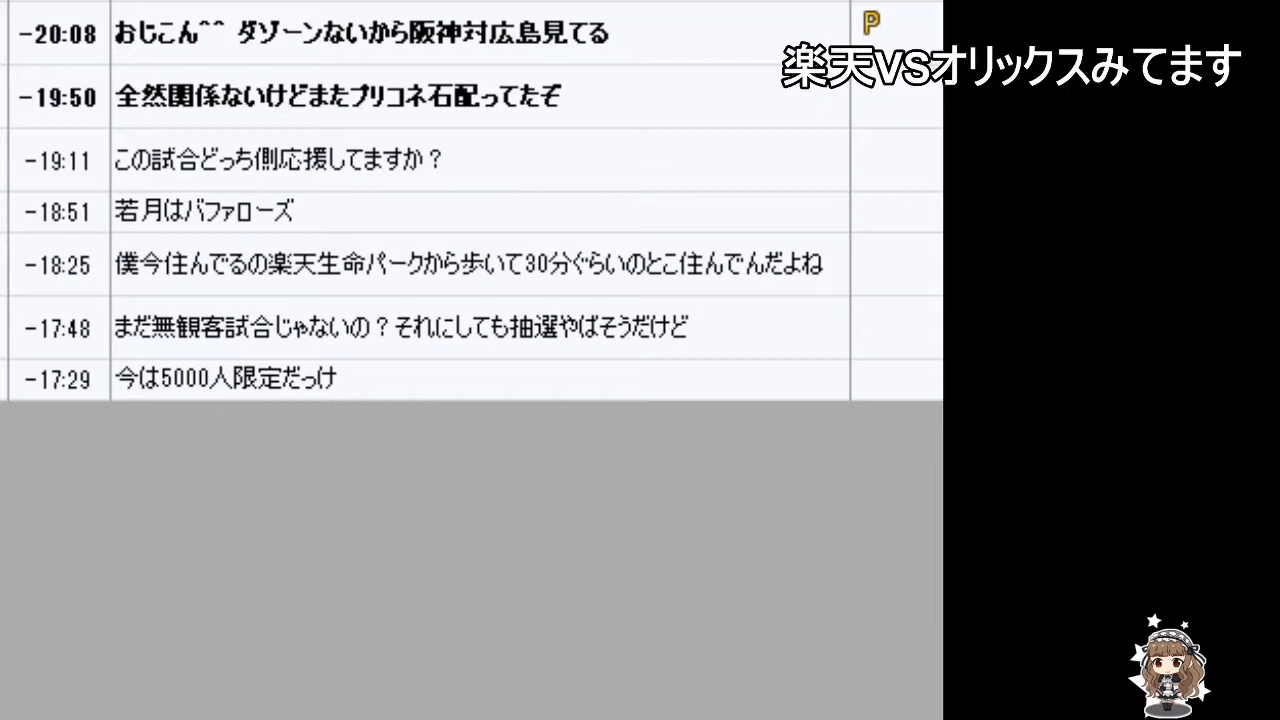 -20:08 おじこん^^ ダゾーンないから阪神対広島見てる P
楽天VSオリックスみてます
-19:50 全然関係ないけどまたプリコネ石配ってたぞ
-19:11 この試合どっち側応援してますか？
-18:51 若月はバファローズ
-18:25 僕今住んでるの楽天生命パークから歩いて30分ぐらいのとこ住んでんだよね
-17:48 まだ無観客試合じゃないの？それにしても抽選やばそうだけど
-17:29 今は5000人限定だっけ